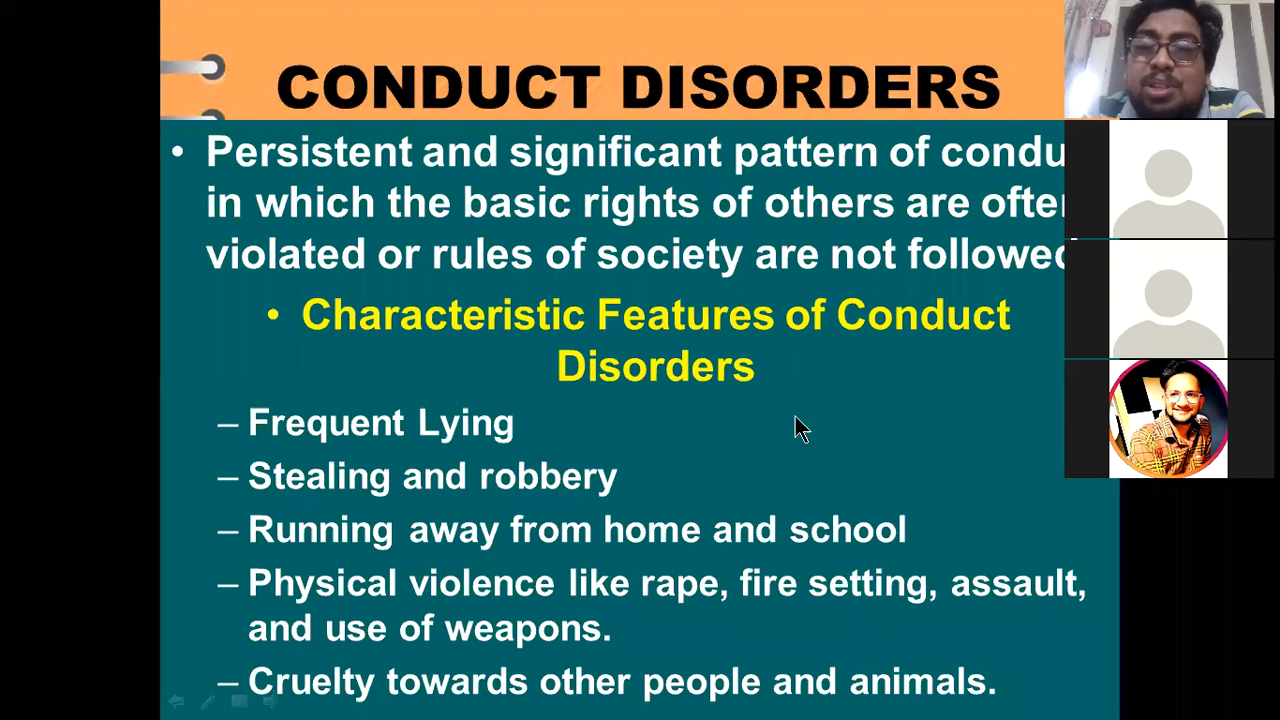 CONDUCT DISORDERS
• Persistent and significant pattern of condu
in which the basic rights of others are often
violated or rules of society are not followed
• Characteristic Features of Conduct
Disorders
– Frequent Lying
– Stealing and robbery
– Running away from home and school
– Physical violence like rape, fire setting, assault,
and use of weapons.
– Cruelty towards other people and animals.